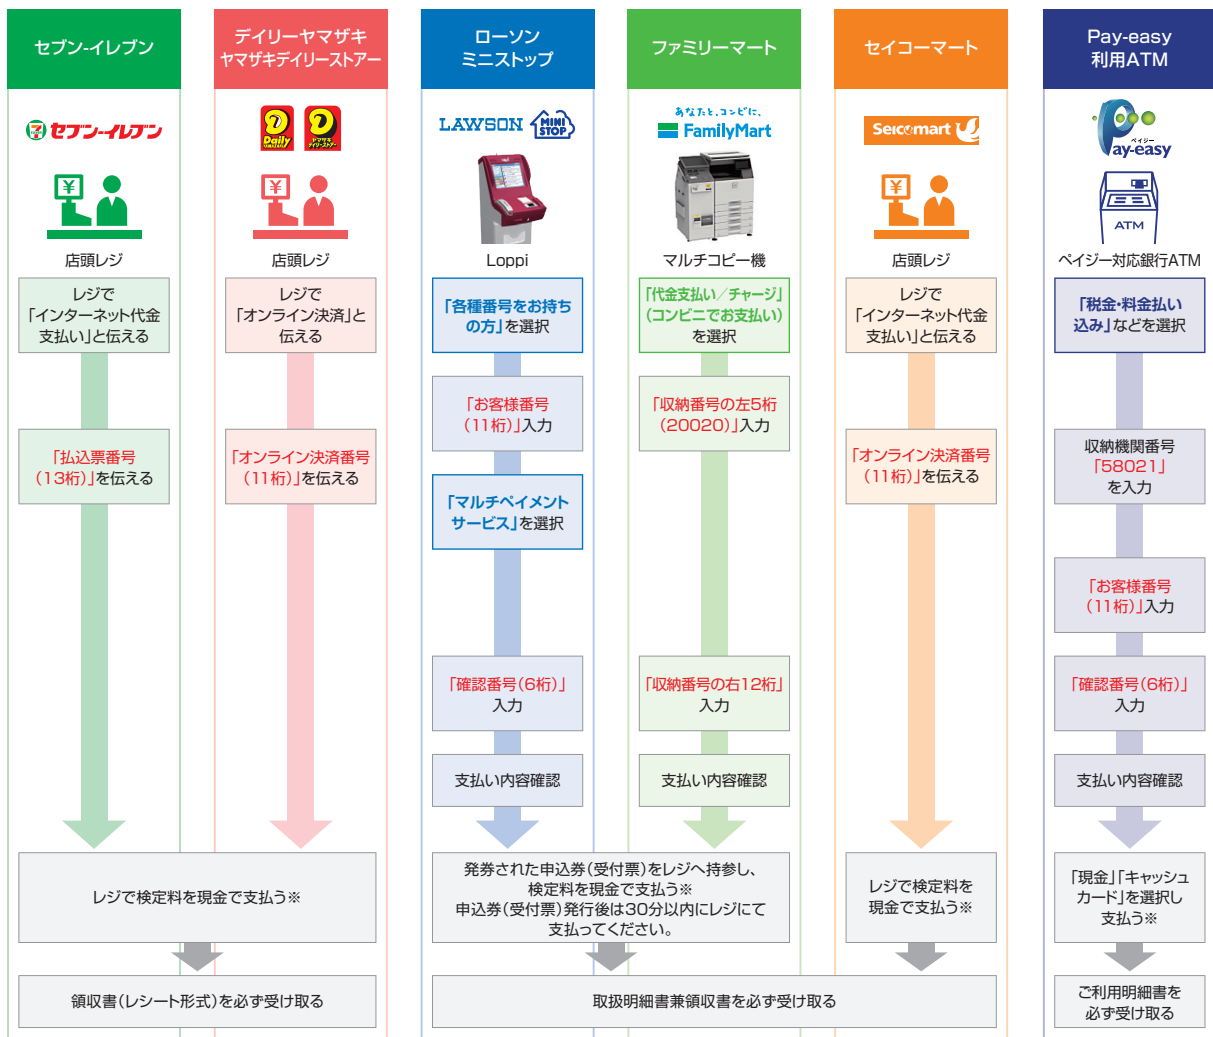 セブン-イレブン
7
ELEVEN
セブン-イレブン
¥
店頭レジ
レジで
「インターネット代金
支払い」と伝える
「払込票番号
(13桁)」を伝える
デイリーヤマザキ
ヤマザキデイリーストアー
Daily
YAMAZAKI
ヤマザキ
デイリーストアー
¥
店頭レジ
レジで
「オンライン決済」と
伝える
「オンライン決済番号
(11桁)」を伝える
レジで検定料を現金で支払う※
領収書(レシート形式)を必ず受け取る
ローソン
ミニストップ
LAWSON
MINI
STOP
Loppi
「各種番号をお持ち
の方」を選択
「お客様番号
(11桁)」入力
「マルチペイメント
サービス」を選択
「確認番号(6桁)」
入力
支払い内容確認
ファミリーマート
あなたと、コンビに、
FamilyMart
マルチコピー機
「代金支払い/チャージ」
(コンビニでお支払い)
を選択
「収納番号の左5桁
(20020)」入力
「収納番号の右12桁」
入力
支払い内容確認
発券された申込券(受付票)をレジへ持参し、
検定料を現金で支払う※
申込券(受付票)発行後は30分以内にレジにて
支払ってください。
セイコーマート
Seicomart
¥
店頭レジ
レジで
「インターネット代金
支払い」と伝える
「オンライン決済番号
(11桁)」を伝える
レジで検定料を
現金で支払う※
取扱明細書兼領収書を必ず受け取る
Pay-easy
利用ATM
ペイジー
Pay-easy
ATM
ペイジー対応銀行ATM
「税金・料金払い
込み」などを選択
収納機関番号
「58021」
を入力
「お客様番号
(11桁)」入力
「確認番号(6桁)」
入力
支払い内容確認
「現金」「キャッシュ
カード」を選択し
支払う※
ご利用明細書を
必ず受け取る